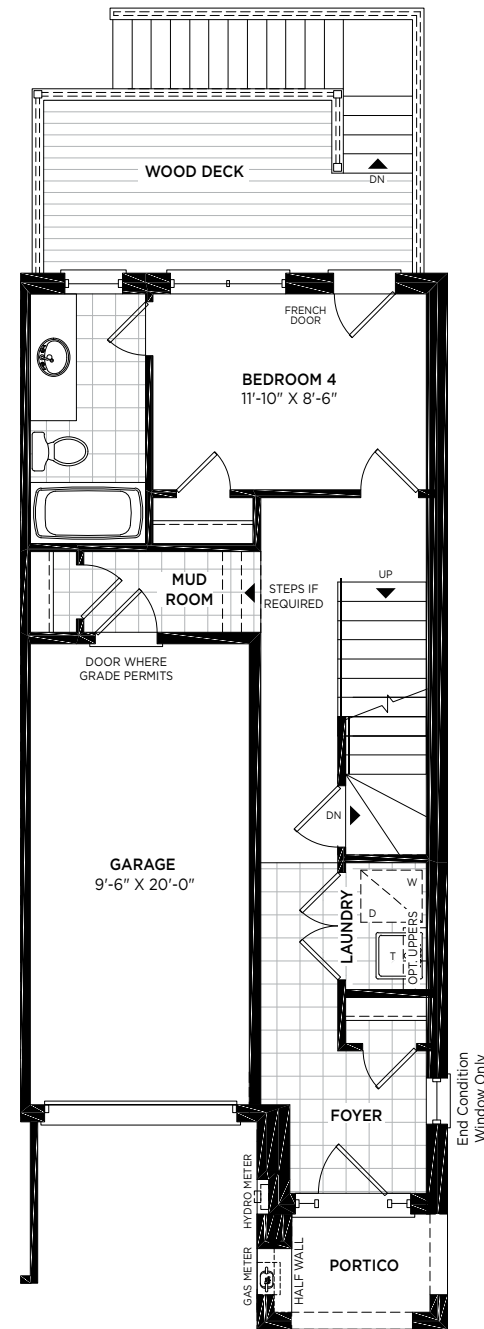 WOOD DECK
DN
FRENCH
DOOR
BEDROOM 4
11'-10" X 8'-6"
MUD
ROOM
STEPS IF
REQUIRED
UP
DOOR WHERE
GRADE PERMITS
DN
GARAGE
9'-6" X 20'-0"
LAUNDRY
W
D
T
OPT. UPPERS
FOYER
End Condition
Window Only
HYDRO METER
GAS METER
HALF WALL
PORTICO